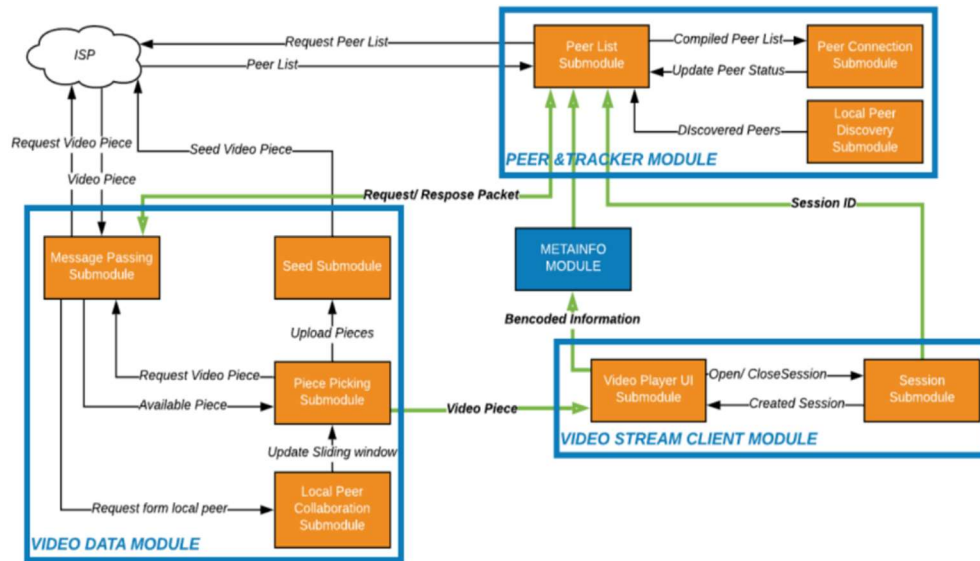 ISP
Request Peer List
Peer List
Peer List
Submodule
Compiled Peer List
Update Peer Status
Peer Connection
Submodule
DIscovered Peers
Local Peer
Discovery
Submodule
PEER &TRACKER MODULE
Request Video Piece
Video Piece
Seed Video Piece
Request/ Respose Packet
Session ID
Message Passing
Submodule
Seed Submodule
METAINFO
MODULE
Upload Pieces
Bencoded Information
Request Video Piece
Available Piece
Piece Picking
Submodule
Video Piece
Video Player UI
Submodule
Open/ CloseSession
Created Session
Session
Submodule
VIDEO STREAM CLIENT MODULE
Update Sliding window
Request form local peer
Local Peer
Collaboration
Submodule
VIDEO DATA MODULE